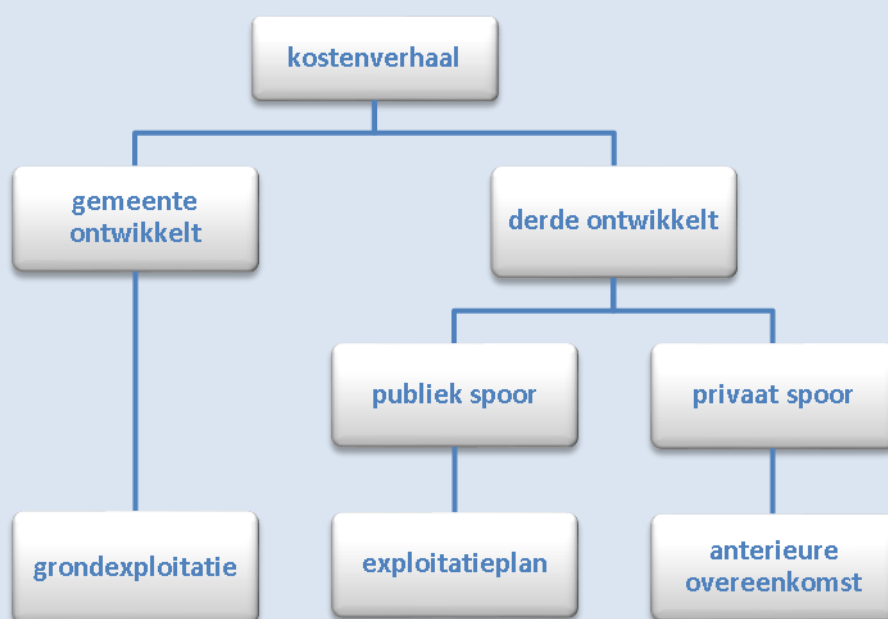 kostenverhaal
gemeente
ontwikkelt
derde ontwikkelt
publiek spoor
privaat spoor
grondexploitatie
exploitatieplan
anterieure
overeenkomst